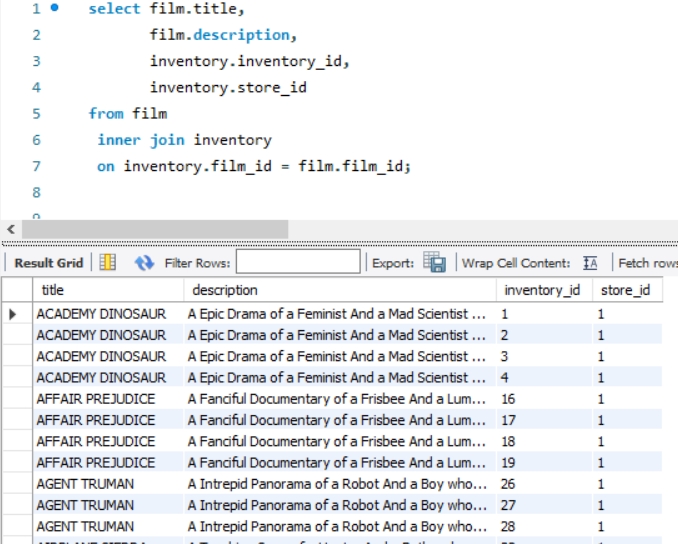 1 select film.title,
2 film.description,
3 inventory.inventory_id,
4 inventory.store_id
5 from film
6 inner join inventory
7 on inventory.film_id = film.film_id;
8
9
Result Grid Filter Rows: Export: Wrap Cell Content: Fetch rows
title description inventory_id store_id
ACADEMY DINOSAUR A Epic Drama of a Feminist And a Mad Scientist ... 1 1
ACADEMY DINOSAUR A Epic Drama of a Feminist And a Mad Scientist ... 2 1
ACADEMY DINOSAUR A Epic Drama of a Feminist And a Mad Scientist ... 3 1
ACADEMY DINOSAUR A Epic Drama of a Feminist And a Mad Scientist ... 4 1
AFFAIR PREJUDICE A Fanciful Documentary of a Frisbee And a Lum... 16 1
AFFAIR PREJUDICE A Fanciful Documentary of a Frisbee And a Lum... 17 1
AFFAIR PREJUDICE A Fanciful Documentary of a Frisbee And a Lum... 18 1
AFFAIR PREJUDICE A Fanciful Documentary of a Frisbee And a Lum... 19 1
AGENT TRUMAN A Intrepid Panorama of a Robot And a Boy who... 26 1
AGENT TRUMAN A Intrepid Panorama of a Robot And a Boy who... 27 1
AGENT TRUMAN A Intrepid Panorama of a Robot And a Boy who... 28 1